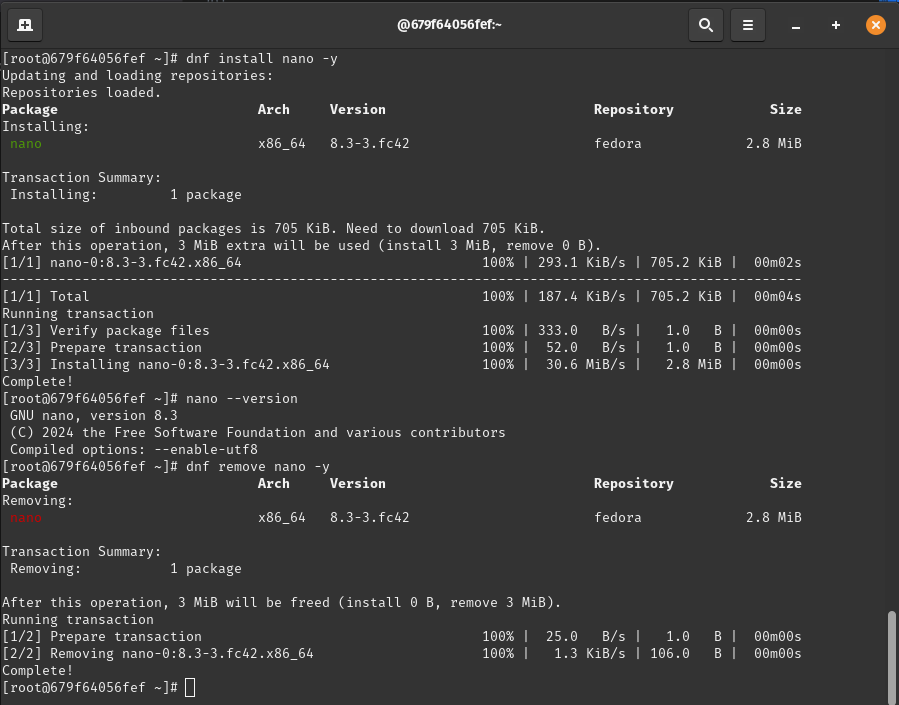 @679f64056fef:~
[root@679f64056fef ~]# dnf install nano -y
Updating and loading repositories:
Repositories loaded.
Package                         Arch     Version                          Repository            Size
Installing:
 nano                           x86_64   8.3-3.fc42                       fedora             2.8 MiB

Transaction Summary:
 Installing:         1 package

Total size of inbound packages is 705 KiB. Need to download 705 KiB.
After this operation, 3 MiB extra will be used (install 3 MiB, remove 0 B).
[1/1] nano-0:8.3-3.fc42.x86_64                              100% | 293.1 KiB/s | 705.2 KiB |  00m02s
----------------------------------------------------------------------------------------------------
[1/1] Total                                                 100% | 187.4 KiB/s | 705.2 KiB |  00m04s
Running transaction
[1/3] Verify package files                                  100% | 333.0   B/s |   1.0   B |  00m00s
[2/3] Prepare transaction                                   100% |  52.0   B/s |   1.0   B |  00m00s
[3/3] Installing nano-0:8.3-3.fc42.x86_64                   100% |  30.6 MiB/s |   2.8 MiB |  00m00s
Complete!
[root@679f64056fef ~]# nano --version
 GNU nano, version 8.3
 (C) 2024 the Free Software Foundation and various contributors
 Compiled options: --enable-utf8
[root@679f64056fef ~]# dnf remove nano -y
Package                         Arch     Version                          Repository            Size
Removing:
 nano                           x86_64   8.3-3.fc42                       fedora             2.8 MiB

Transaction Summary:
 Removing:           1 package

After this operation, 3 MiB will be freed (install 0 B, remove 3 MiB).
Running transaction
[1/2] Prepare transaction                                   100% |  25.0   B/s |   1.0   B |  00m00s
[2/2] Removing nano-0:8.3-3.fc42.x86_64                     100% |   1.3 KiB/s | 106.0   B |  00m00s
Complete!
[root@679f64056fef ~]#